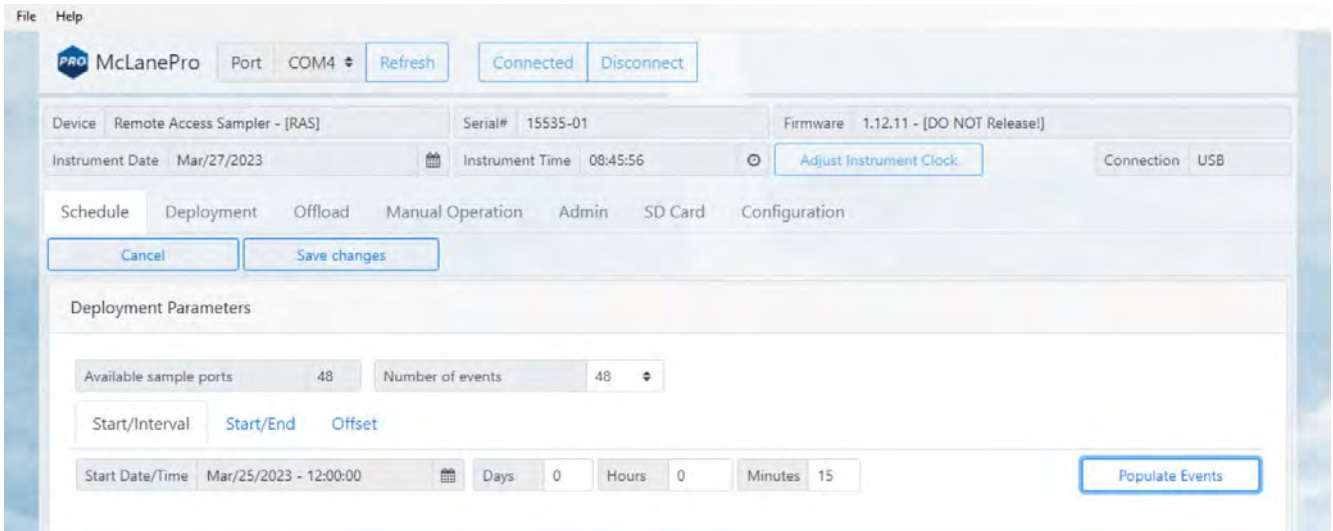 File Help
PRO McLanePro Port COM4 Refresh Connected Disconnect
Device Remote Access Sampler - [RAS] Serial# 15535-01 Firmware 1.12.11 - [DO NOT Release!]
Instrument Date Mar/27/2023 Instrument Time 08:45:56 Adjust Instrument Clock Connection USB
Schedule Deployment Offload Manual Operation Admin SD Card Configuration
Cancel Save changes
Deployment Parameters
Available sample ports 48 Number of events 48
Start/Interval Start/End Offset
Start Date/Time Mar/25/2023 - 12:00:00 Days 0 Hours 0 Minutes 15 Populate Events